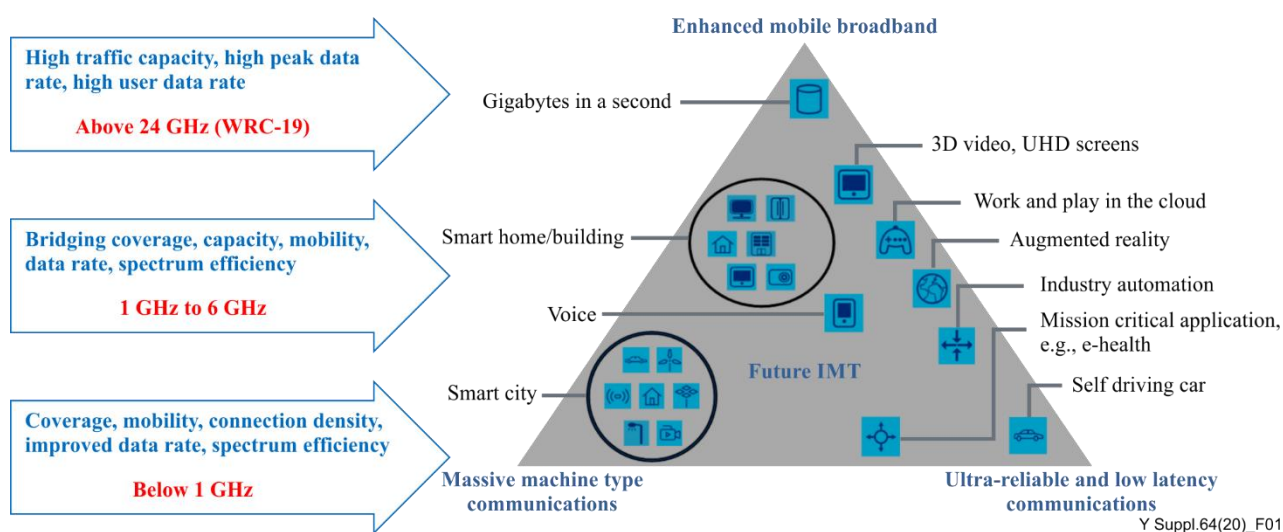 Enhanced mobile broadband
High traffic capacity, high peak data
rate, high user data rate
Above 24 GHz (WRC-19)
Gigabytes in a second
3D video, UHD screens
Work and play in the cloud
Bridging coverage, capacity, mobility,
data rate, spectrum efficiency
1 GHz to 6 GHz
Smart home/building
Augmented reality
Industry automation
Voice
Mission critical application,
e.g., e-health
Future IMT
Smart city
Self driving car
Coverage, mobility, connection density,
improved data rate, spectrum efficiency
Below 1 GHz
Massive machine type
communications
Ultra-reliable and low latency
communications
Y Suppl.64(20)_F01